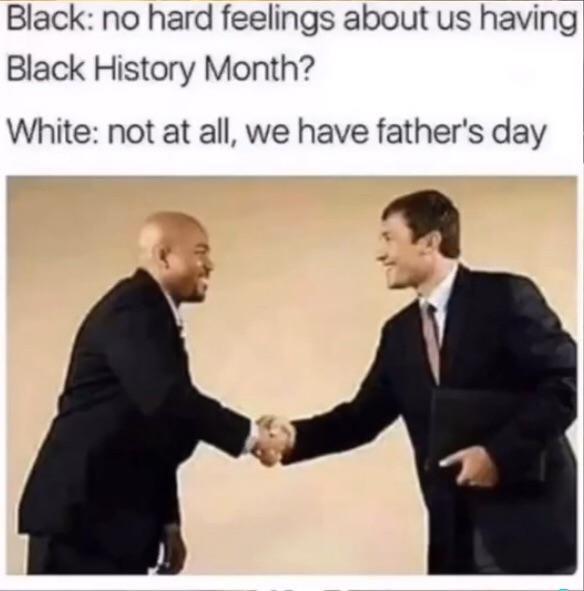 Black: no hard feelings about us having
Black History Month?
White: not at all, we have father's day